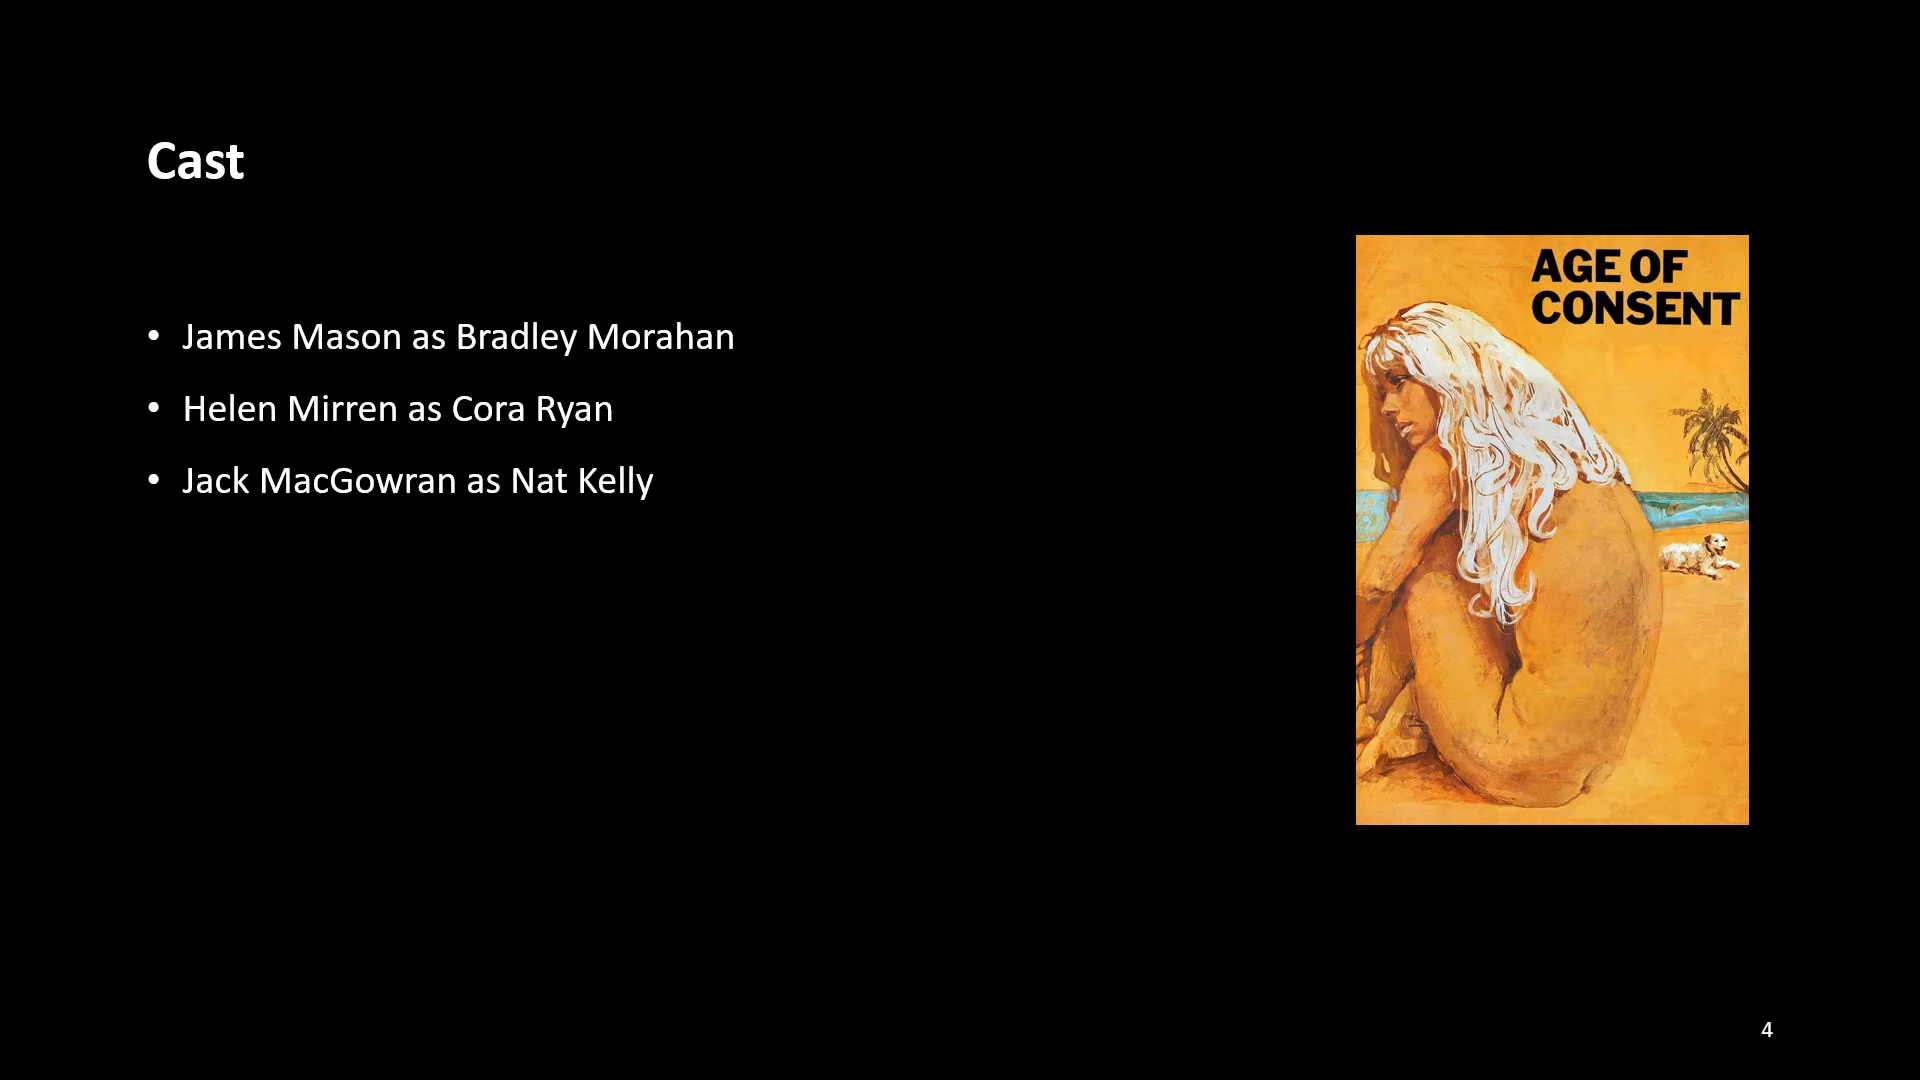 Cast
• James Mason as Bradley Morahan
• Helen Mirren as Cora Ryan
• Jack MacGowran as Nat Kelly
AGE OF
CONSENT
4